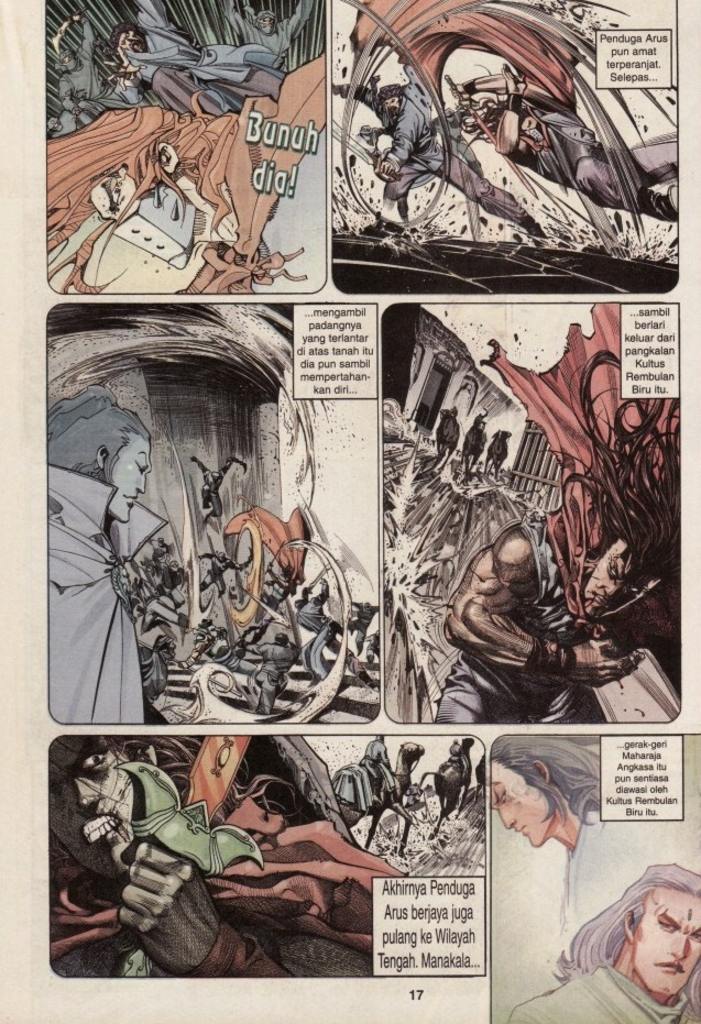 Bunuh
dia!
Penduga Arus
pun amat
terperanjat.
Selepas...
...mengambil
padangnya
yang terlantar
di atas tanah itu
dia pun sambil
mempertahan-
kan diri...
...sambil
berlari
keluar dari
pangkalan
Kultus
Rembulan
Biru itu.
Akhirnya Penduga
Arus berjaya juga
pulang ke Wilayah
Tengah. Manakala...
...gerak-geri
Maharaja
Angkasa itu
pun sentiasa
diawasi oleh
Kultus Rembulan
Biru itu.
17